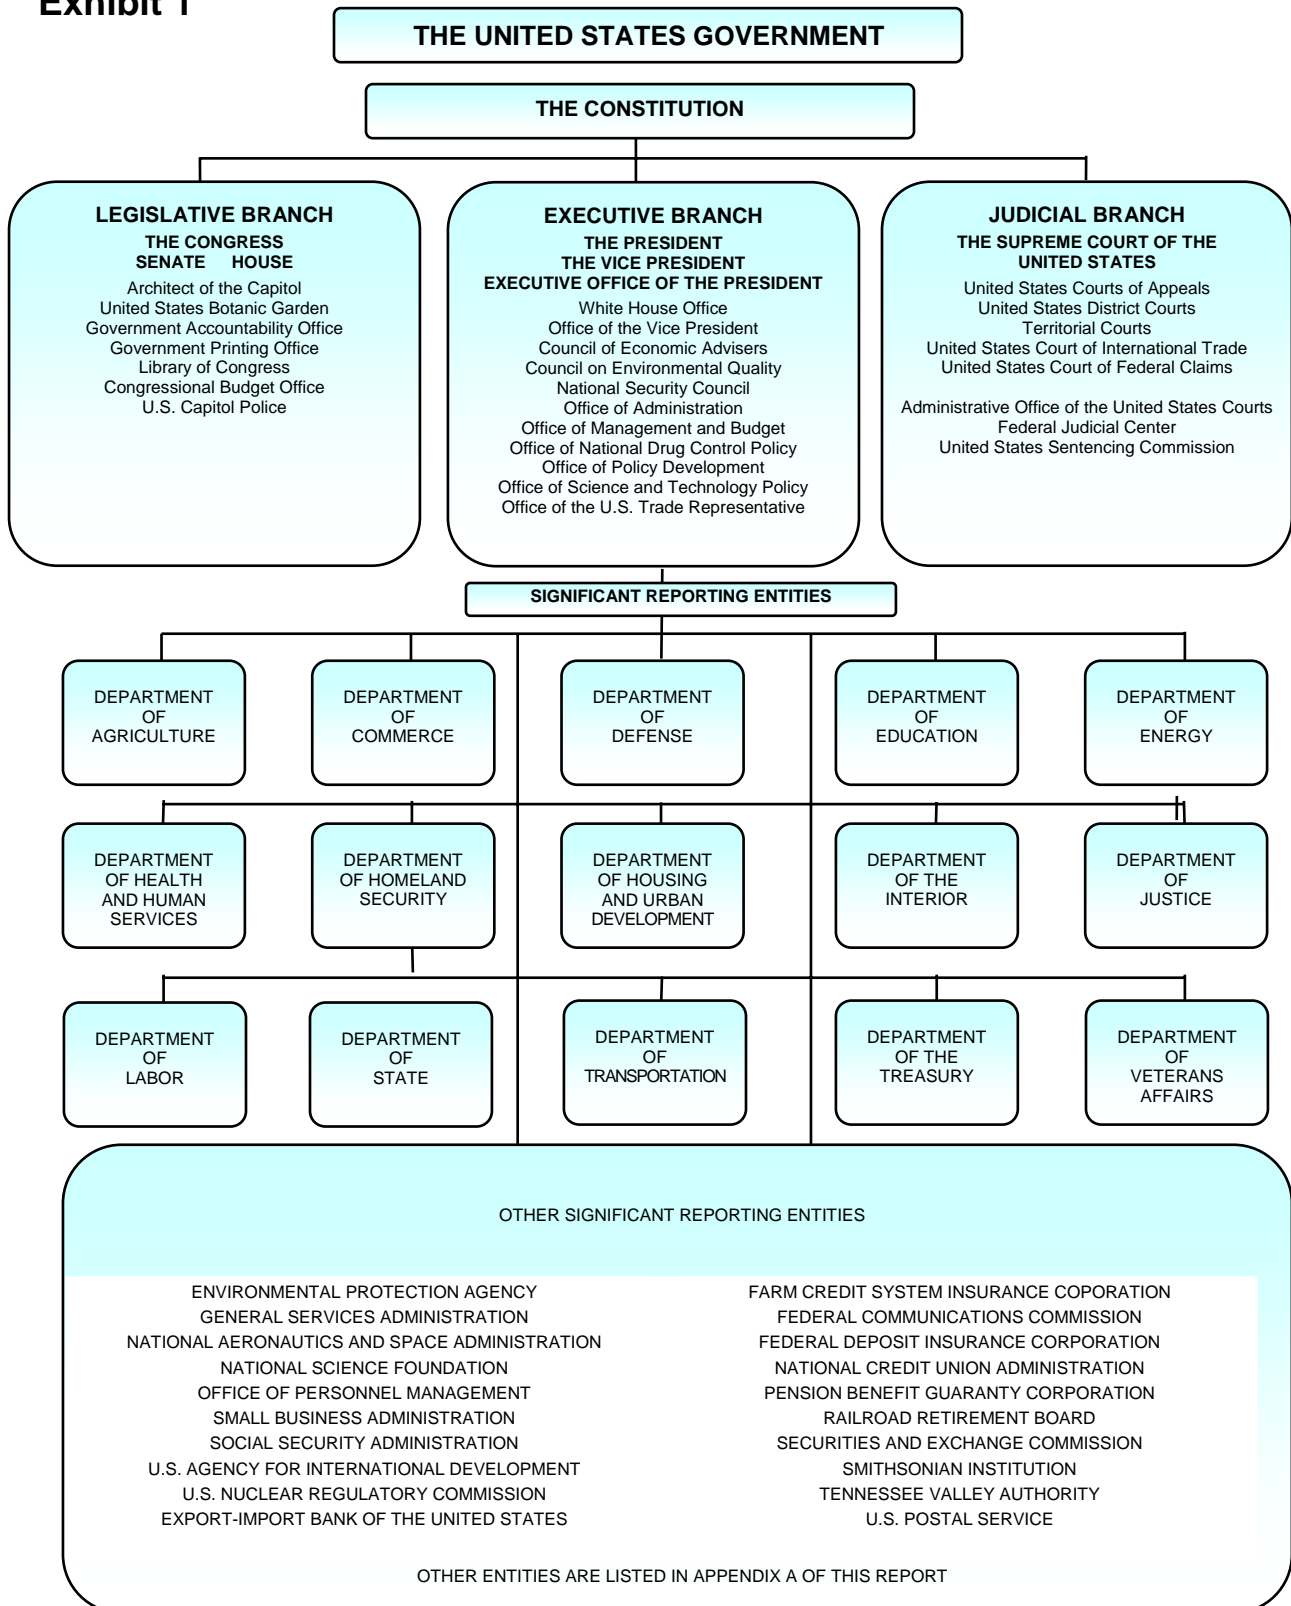 Exhibit 1
THE UNITED STATES GOVERNMENT
THE CONSTITUTION
LEGISLATIVE BRANCH
THE CONGRESS
SENATE HOUSE
Architect of the Capitol
United States Botanic Garden
Government Accountability Office
Government Printing Office
Library of Congress
Congressional Budget Office
U.S. Capitol Police
EXECUTIVE BRANCH
THE PRESIDENT
THE VICE PRESIDENT
EXECUTIVE OFFICE OF THE PRESIDENT
White House Office
Office of the Vice President
Council of Economic Advisers
Council on Environmental Quality
National Security Council
Office of Administration
Office of Management and Budget
Office of National Drug Control Policy
Office of Policy Development
Office of Science and Technology Policy
Office of the U.S. Trade Representative
JUDICIAL BRANCH
THE SUPREME COURT OF THE
UNITED STATES
United States Courts of Appeals
United States District Courts
Territorial Courts
United States Court of International Trade
United States Court of Federal Claims
Administrative Office of the United States Courts
Federal Judicial Center
United States Sentencing Commission
SIGNIFICANT REPORTING ENTITIES
DEPARTMENT
OF
AGRICULTURE
DEPARTMENT
OF
COMMERCE
DEPARTMENT
OF
DEFENSE
DEPARTMENT
OF
EDUCATION
DEPARTMENT
OF
ENERGY
DEPARTMENT
OF HEALTH
AND HUMAN
SERVICES
DEPARTMENT
OF HOMELAND
SECURITY
DEPARTMENT
OF HOUSING
AND URBAN
DEVELOPMENT
DEPARTMENT
OF THE
INTERIOR
DEPARTMENT
OF
JUSTICE
DEPARTMENT
OF
LABOR
DEPARTMENT
OF
STATE
DEPARTMENT
OF
TRANSPORTATION
DEPARTMENT
OF THE
TREASURY
DEPARTMENT
OF
VETERANS
AFFAIRS
OTHER SIGNIFICANT REPORTING ENTITIES
ENVIRONMENTAL PROTECTION AGENCY
GENERAL SERVICES ADMINISTRATION
NATIONAL AERONAUTICS AND SPACE ADMINISTRATION
NATIONAL SCIENCE FOUNDATION
OFFICE OF PERSONNEL MANAGEMENT
SMALL BUSINESS ADMINISTRATION
SOCIAL SECURITY ADMINISTRATION
U.S. AGENCY FOR INTERNATIONAL DEVELOPMENT
U.S. NUCLEAR REGULATORY COMMISSION
EXPORT-IMPORT BANK OF THE UNITED STATES
FARM CREDIT SYSTEM INSURANCE COPORATION
FEDERAL COMMUNICATIONS COMMISSION
FEDERAL DEPOSIT INSURANCE CORPORATION
NATIONAL CREDIT UNION ADMINISTRATION
PENSION BENEFIT GUARANTY CORPORATION
RAILROAD RETIREMENT BOARD
SECURITIES AND EXCHANGE COMMISSION
SMITHSONIAN INSTITUTION
TENNESSEE VALLEY AUTHORITY
U.S. POSTAL SERVICE
OTHER ENTITIES ARE LISTED IN APPENDIX A OF THIS REPORT